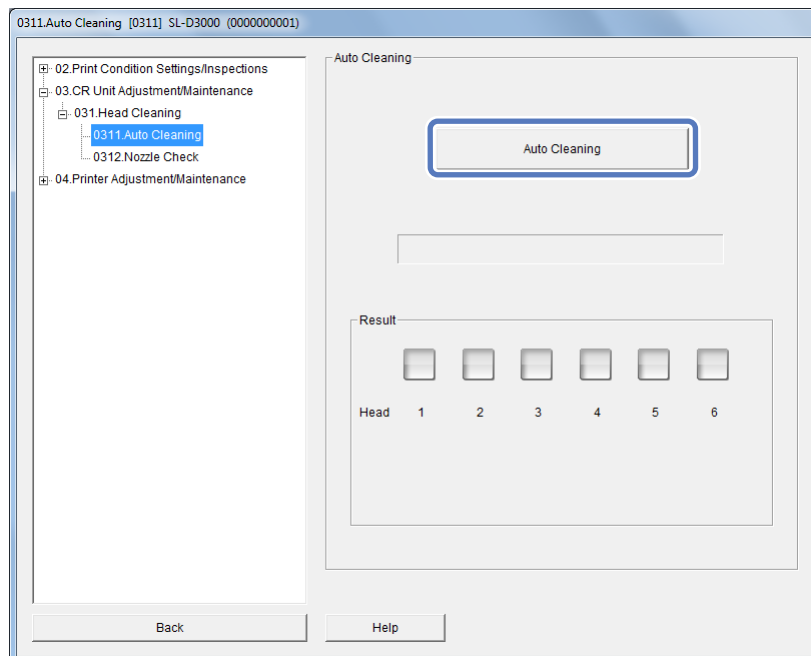 0311.Auto Cleaning [0311] SL-D3000 (0000000001)
02.Print Condition Settings/Inspections
03.CR Unit Adjustment/Maintenance
031.Head Cleaning
0311.Auto Cleaning
0312.Nozzle Check
04.Printer Adjustment/Maintenance
Auto Cleaning
Auto Cleaning
Result
Head 1 2 3 4 5 6
Back
Help